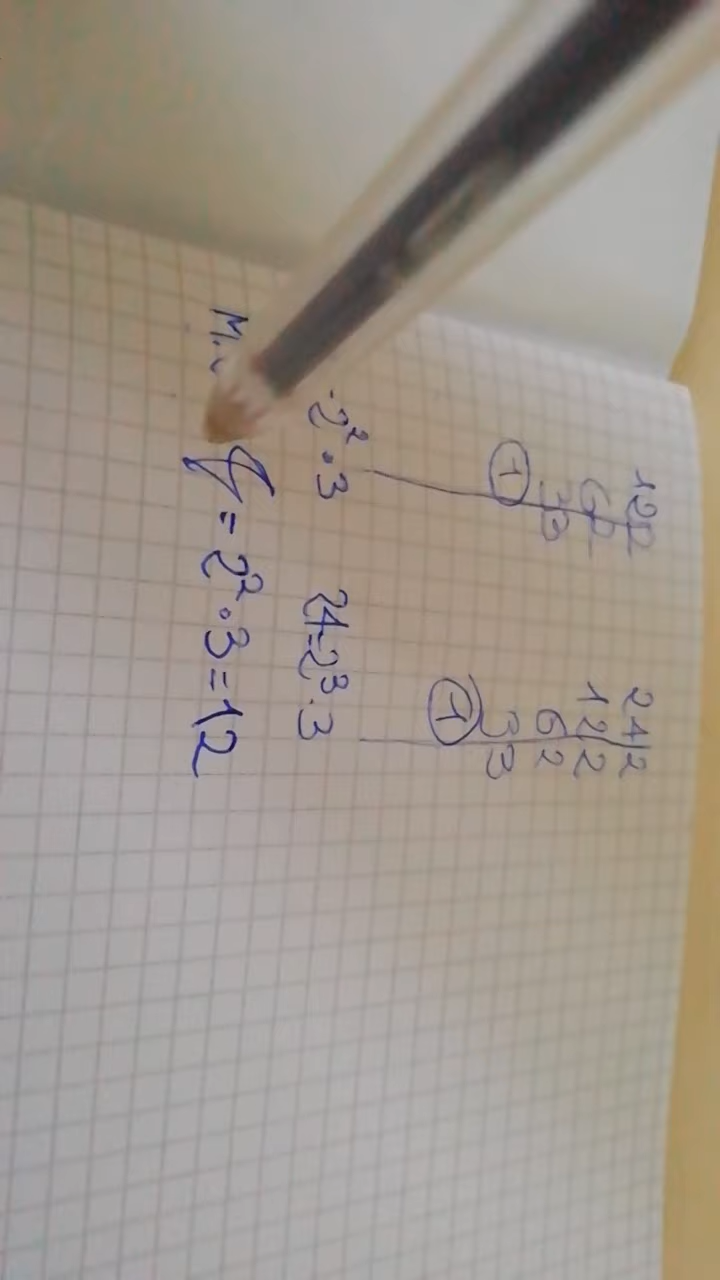 12 2 24 2
6 2 12 2
3 3 6 2
1 3 3
1
2² · 3 24 = 2³ · 3
= 2² · 3 = 12